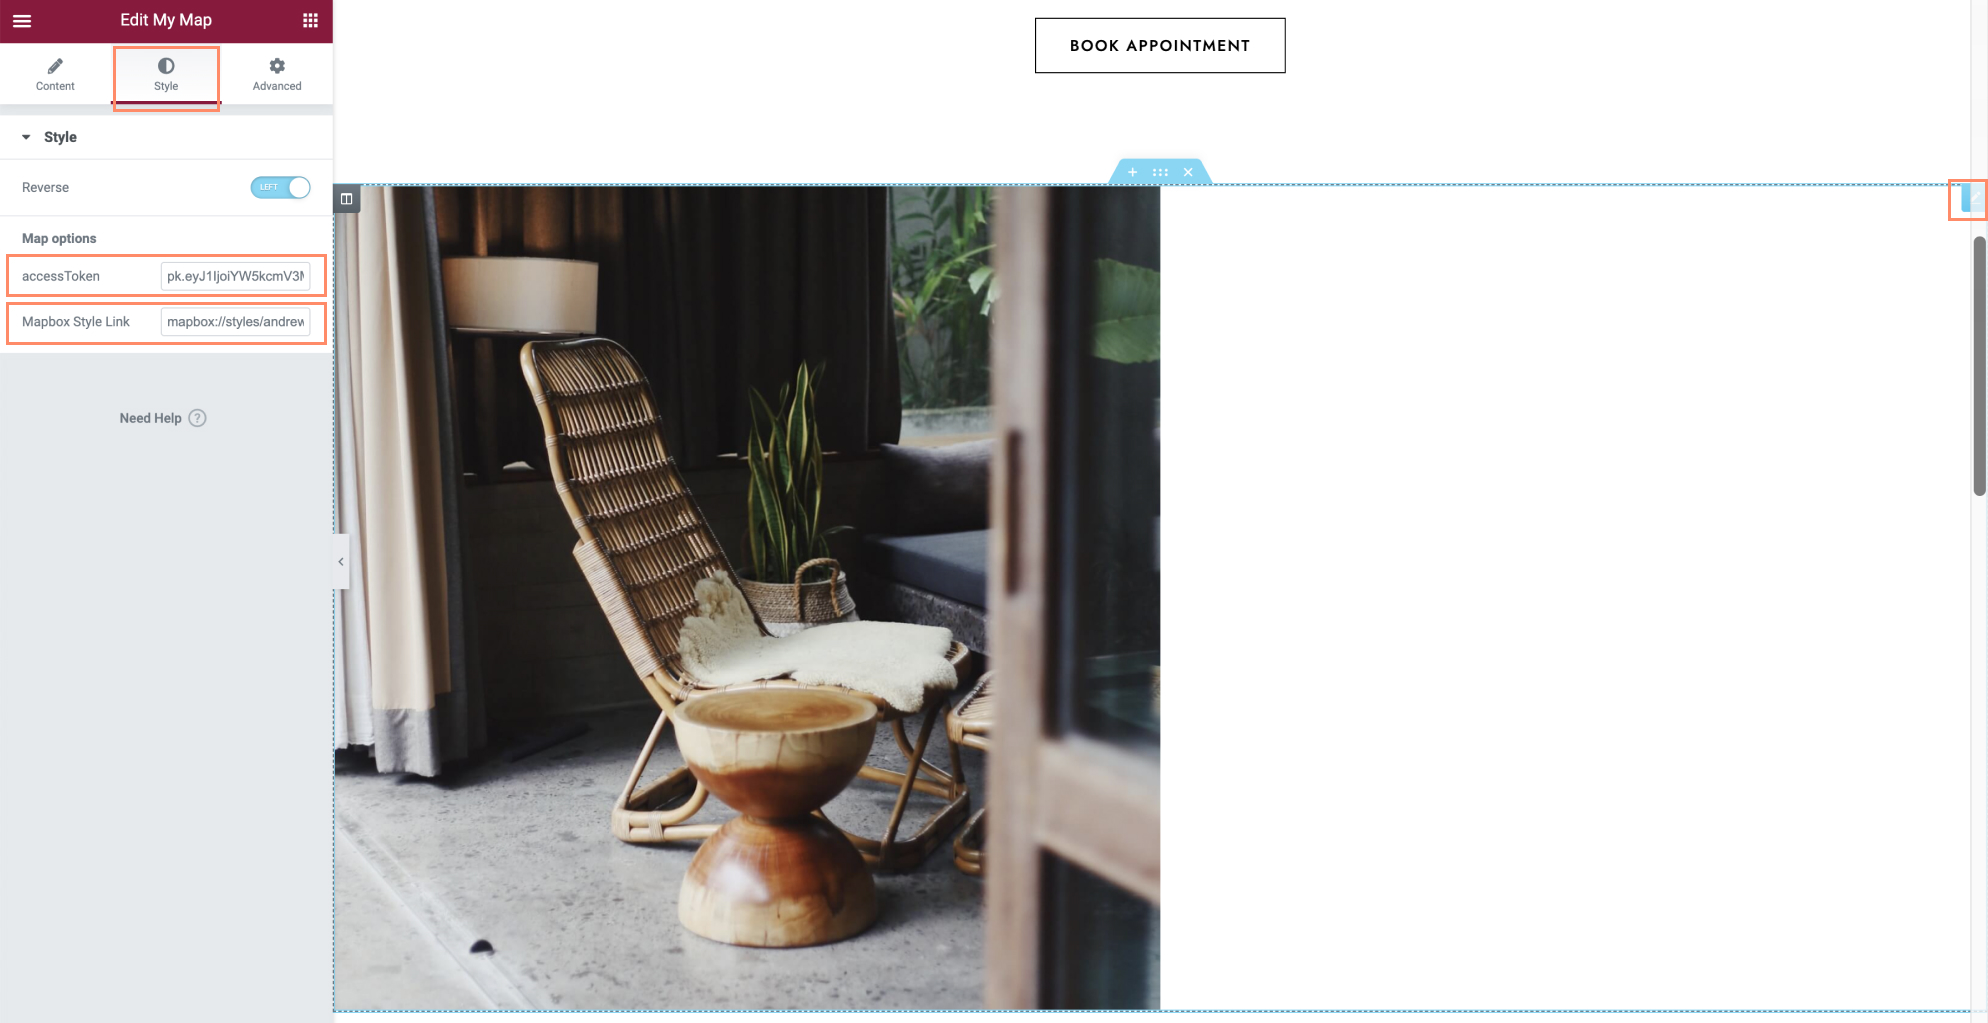 Edit My Map
Content
Style
Advanced
Style
Reverse
LEFT
Map options
accessToken
pk.eyJ1IjoiYW5kcmV3M
Mapbox Style Link
mapbox://styles/andrew
Need Help ?
BOOK APPOINTMENT